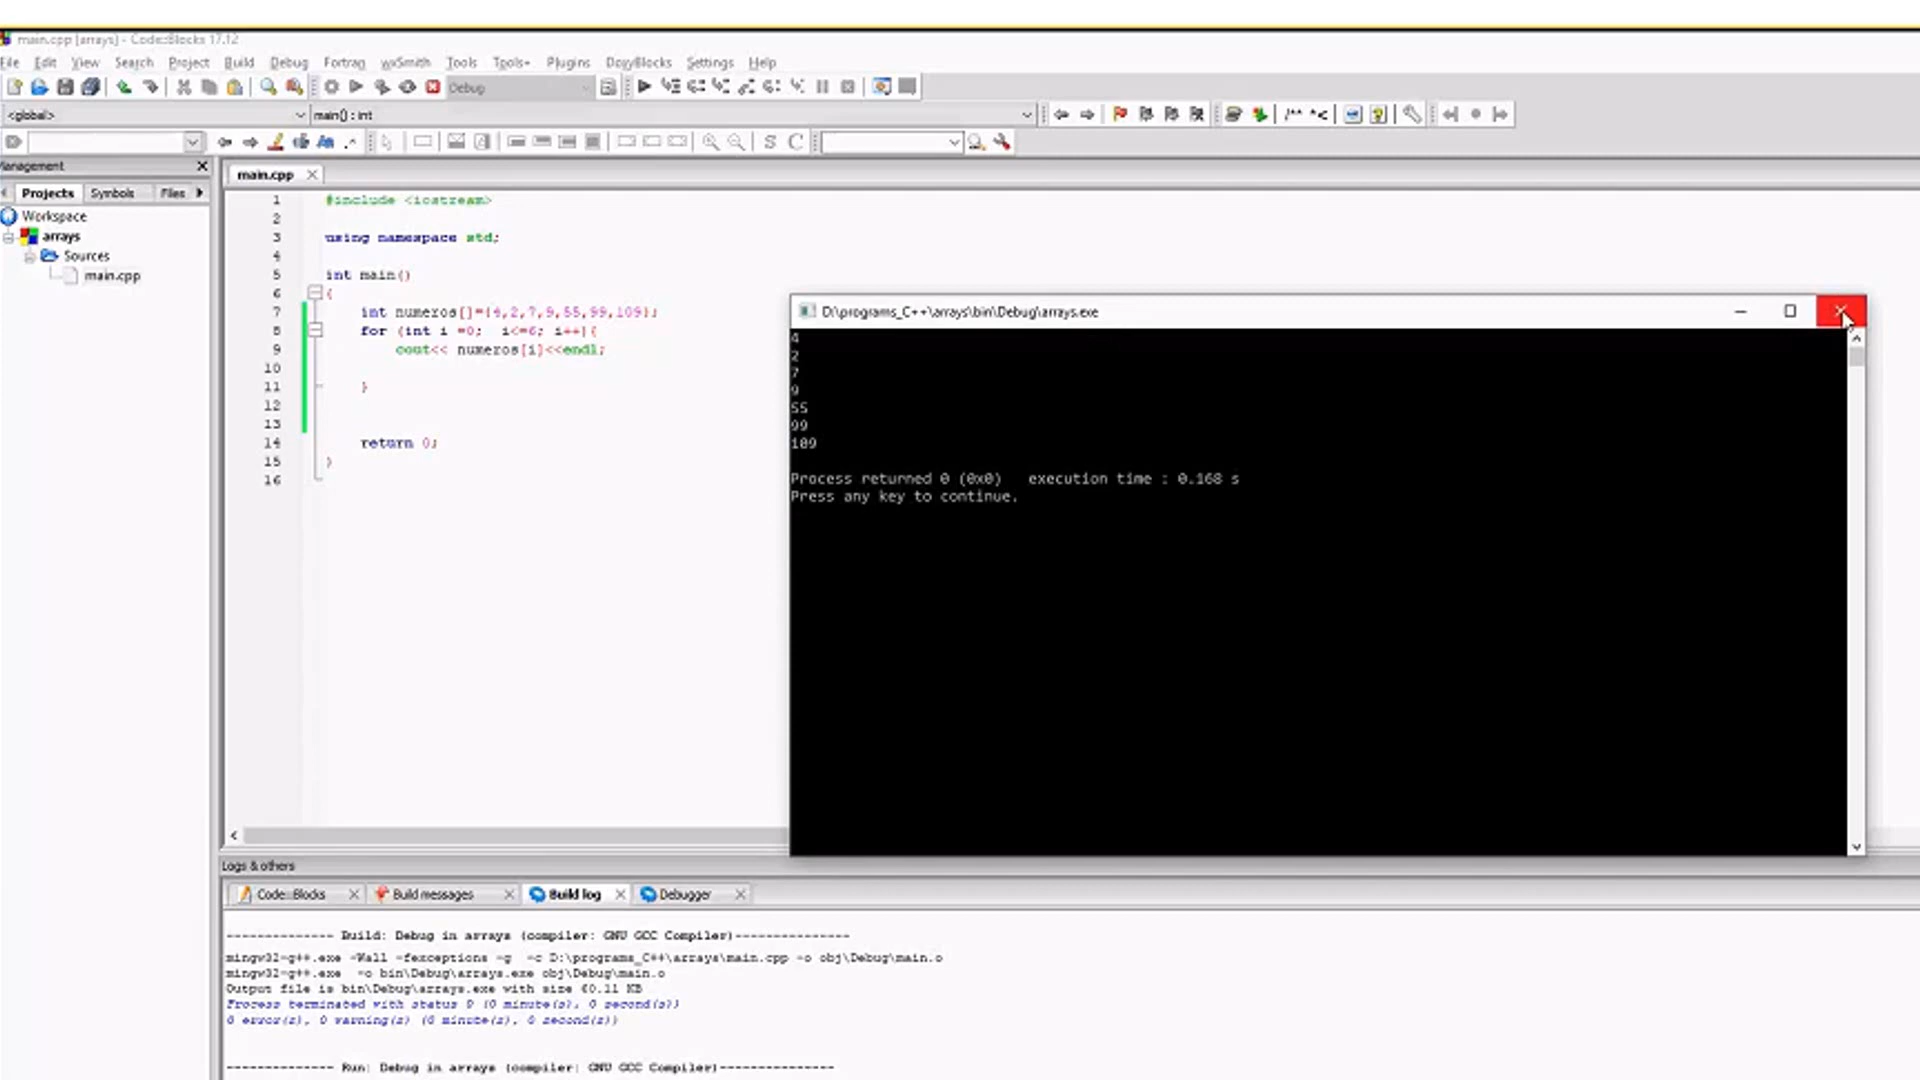 main.cpp [arrays] - Code::Blocks 17.12
File Edit View Search Project Build Debug Fortran wxSmith Tools Tools+ Plugins DoxyBlocks Settings Help
Debug
<global> main() : int
Management
main.cpp
Projects Symbols Files
Workspace
arrays
Sources
main.cpp
1 #include <iostream>
2
3 using namespace std;
4
5 int main()
6 {
7 int numeros[]={4,2,7,9,55,99,109};
8 for (int i =0; i<=6; i++){
9 cout<< numeros[i]<<endl;
10
11 }
12
13
14 return 0;
15 }
16
D:\programs_C++\arrays\bin\Debug\arrays.exe
4
2
7
9
55
99
109
Process returned 0 (0x0) execution time : 0.168 s
Press any key to continue.
Logs & others
Code::Blocks Build messages Build log Debugger
-------------- Build: Debug in arrays (compiler: GNU GCC Compiler)---------------
mingw32-g++.exe -Wall -fexceptions -g -c D:\programs_C++\arrays\main.cpp -o obj\Debug\main.o
mingw32-g++.exe -o bin\Debug\arrays.exe obj\Debug\main.o
Output file is bin\Debug\arrays.exe with size 60.11 KB
Process terminated with status 0 (0 minute(s), 0 second(s))
0 error(s), 0 warning(s) (0 minute(s), 0 second(s))
-------------- Run: Debug in arrays (compiler: GNU GCC Compiler)---------------